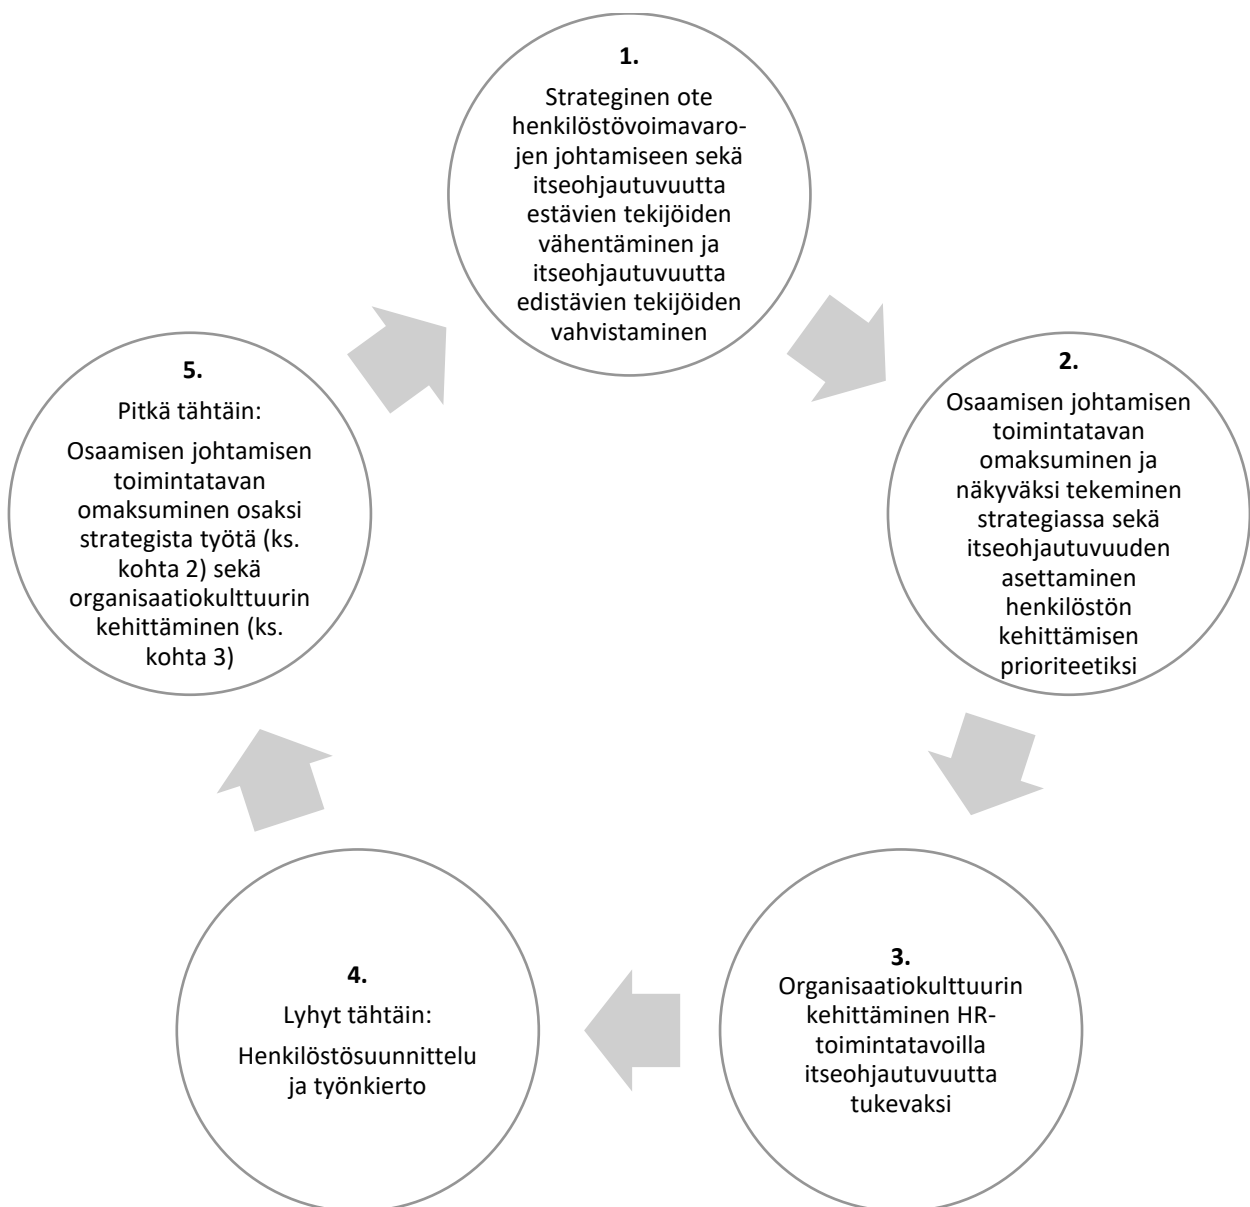 1.
Strateginen ote
henkilöstövoimavaro-
jen johtamiseen sekä
itseohjautuvuutta
estävien tekijöiden
vähentäminen ja
itseohjautuvuutta
edistävien tekijöiden
vahvistaminen
2.
Osaamisen johtamisen
toimintatavan
omaksuminen ja
näkyväksi tekeminen
strategiassa sekä
itseohjautuvuuden
asettaminen
henkilöstön
kehittämisen
prioriteetiksi
3.
Organisaatiokulttuurin
kehittäminen HR-
toimintatavoilla
itseohjautuvuutta
tukevaksi
4.
Lyhyt tähtäin:
Henkilöstösuunnittelu
ja työnkierto
5.
Pitkä tähtäin:
Osaamisen johtamisen
toimintatavan
omaksuminen osaksi
strategista työtä (ks.
kohta 2) sekä
organisaatiokulttuurin
kehittäminen (ks.
kohta 3)